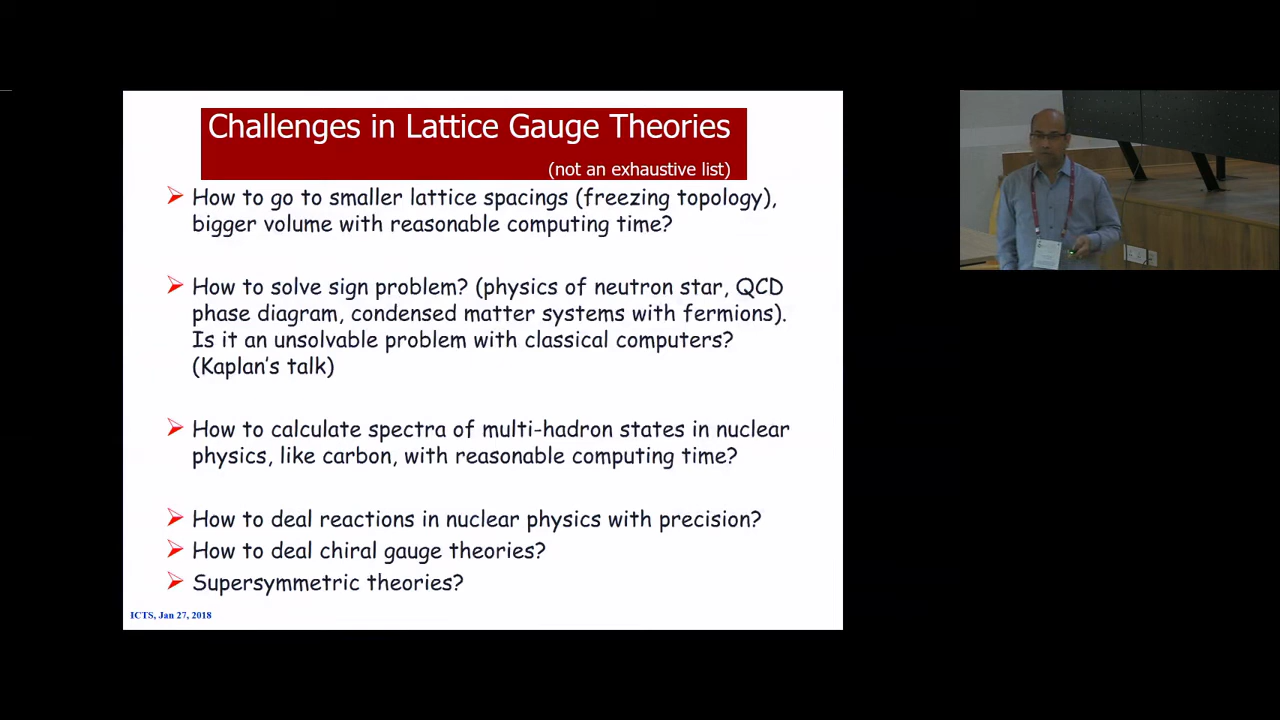 Challenges in Lattice Gauge Theories
(not an exhaustive list)
How to go to smaller lattice spacings (freezing topology),
bigger volume with reasonable computing time?
How to solve sign problem? (physics of neutron star, QCD
phase diagram, condensed matter systems with fermions).
Is it an unsolvable problem with classical computers?
(Kaplan's talk)
How to calculate spectra of multi-hadron states in nuclear
physics, like carbon, with reasonable computing time?
How to deal reactions in nuclear physics with precision?
How to deal chiral gauge theories?
Supersymmetric theories?
ICTS, Jan 27, 2018